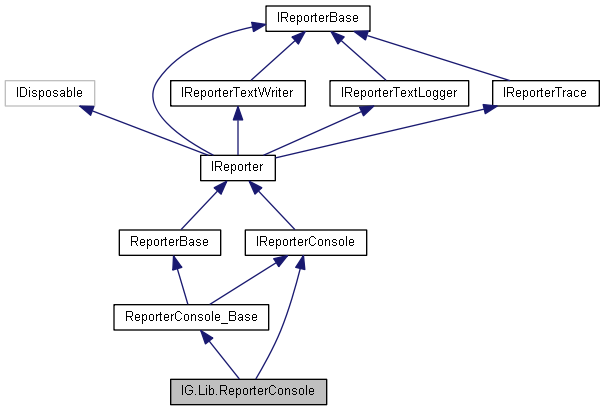 IReporterBase
IDisposable
IReporterTextWriter
IReporterTextLogger
IReporterTrace
IReporter
ReporterBase
IReporterConsole
ReporterConsole_Base
IG.Lib.ReporterConsole